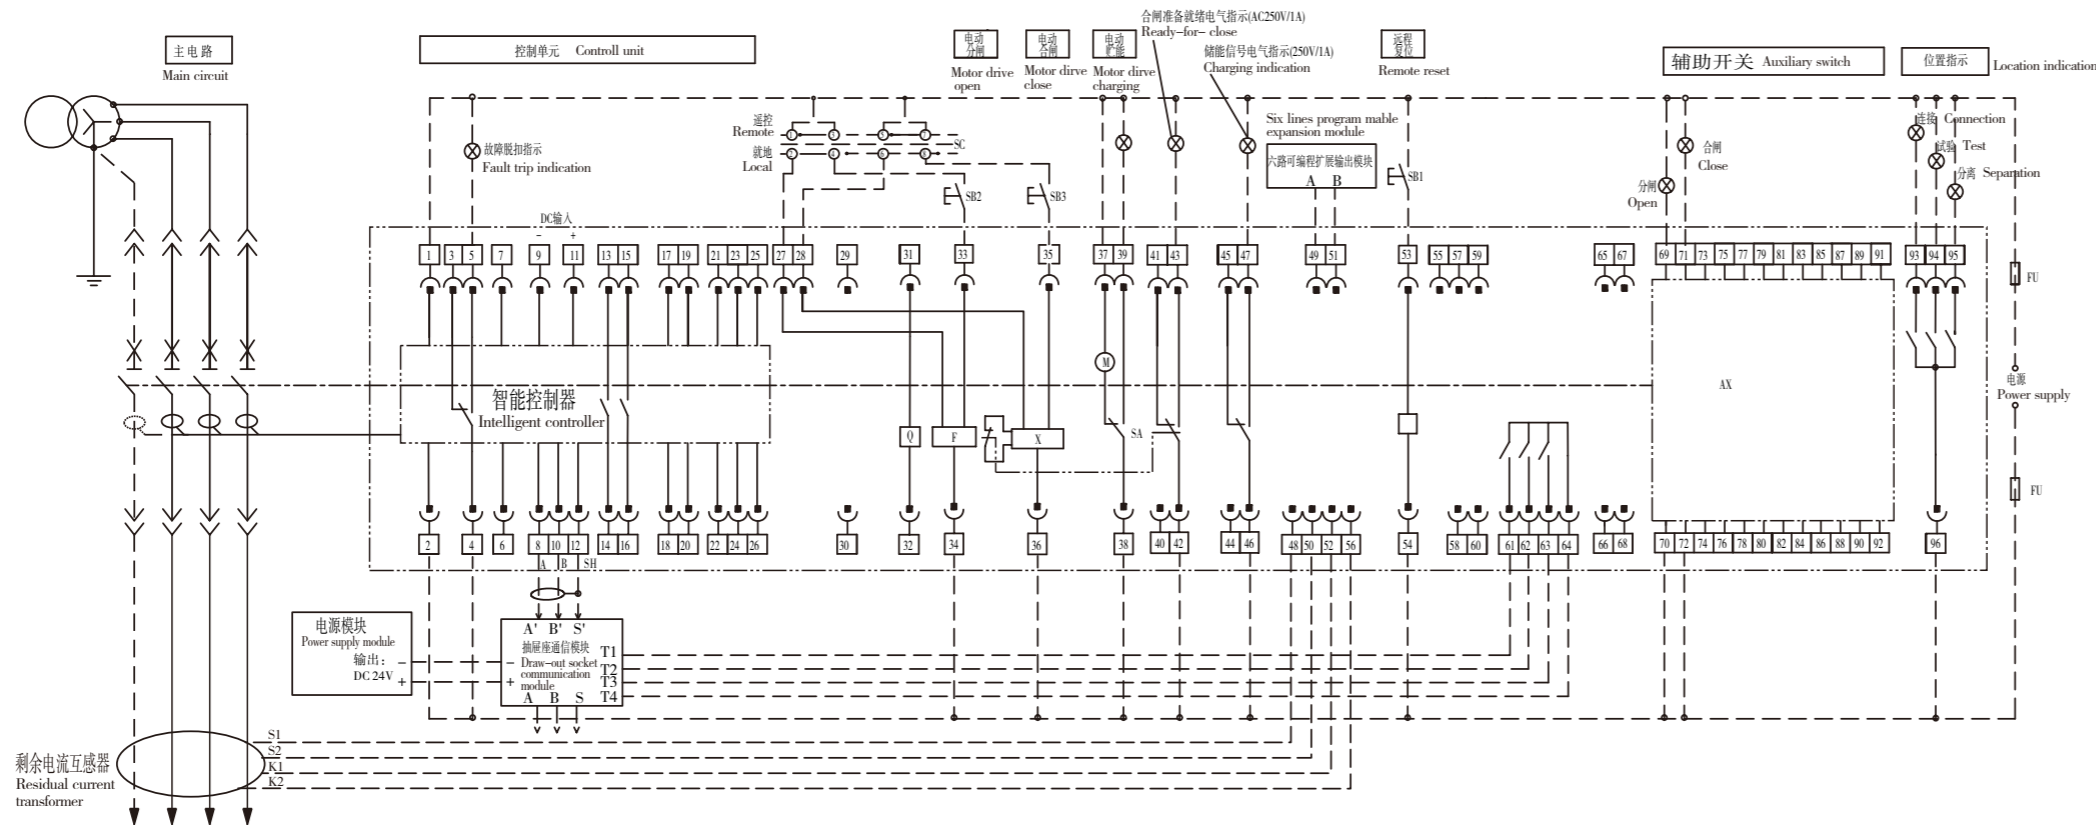 主电路
Main circuit
控制单元 Controll unit
电动
分闸
Motor drive
open
电动
合闸
Motor dirve
close
电动
贮能
Motor dirve
charging
合闸准备就绪电气指示(AC250V/1A)
Ready-for- close
储能信号电气指示(250V/1A)
Charging indication
远程
复位
Remote reset
辅助开关 Auxiliary switch
位置指示
Location indication
故障脱扣指示
Fault trip indication
遥控
Remote
1 3 5 7
SC
就地
Local
2 4 6 8
SB2
SB3
Six lines program mable
expansion module
六路可编程扩展输出模块
A B
SB1
分闸
Open
合闸
Close
连接 Connection
试验 Test
分离 Separation
DC输入
- +
1 3 5 7 9 11 13 15 17 19 21 23 25 27 28 29 31 33 35 37 39 41 43 45 47 49 51 53 55 57 59 65 67 69 71 73 75 77 79 81 83 85 87 89 91 93 94 95
FU
M
智能控制器
Intelligent controller
Q
F
X
SA
AX
电源
Power supply
FU
2 4 6 8 10 12 14 16 18 20 22 24 26 30 32 34 36 38 40 42 44 46 48 50 52 56 54 58 60 61 62 63 64 66 68 70 72 74 76 78 80 82 84 86 88 90 92 96
A B SH
电源模块
Power supply module
输出: -
DC 24V +
A' B' S'
抽屉座通信模块
- Draw-out socket
communication
+ module
A B S
T1
T2
T3
T4
S1
S2
K1
K2
剩余电流互感器
Residual current
transformer